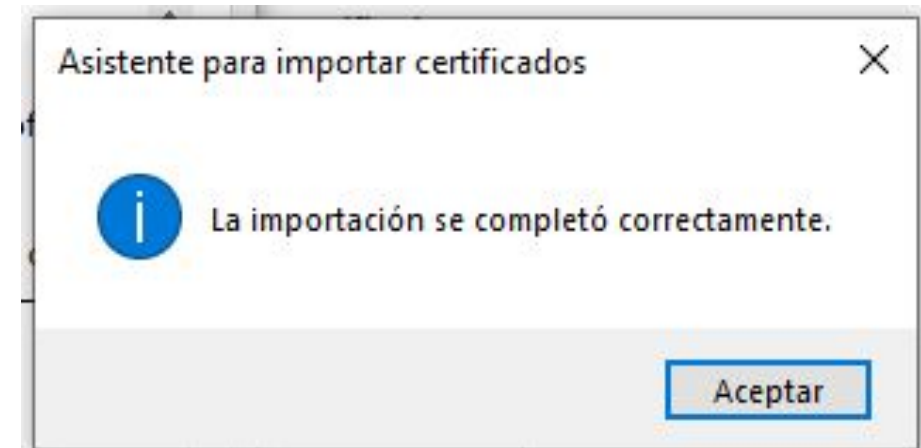 Asistente para importar certificados
La importación se completó correctamente.
Aceptar